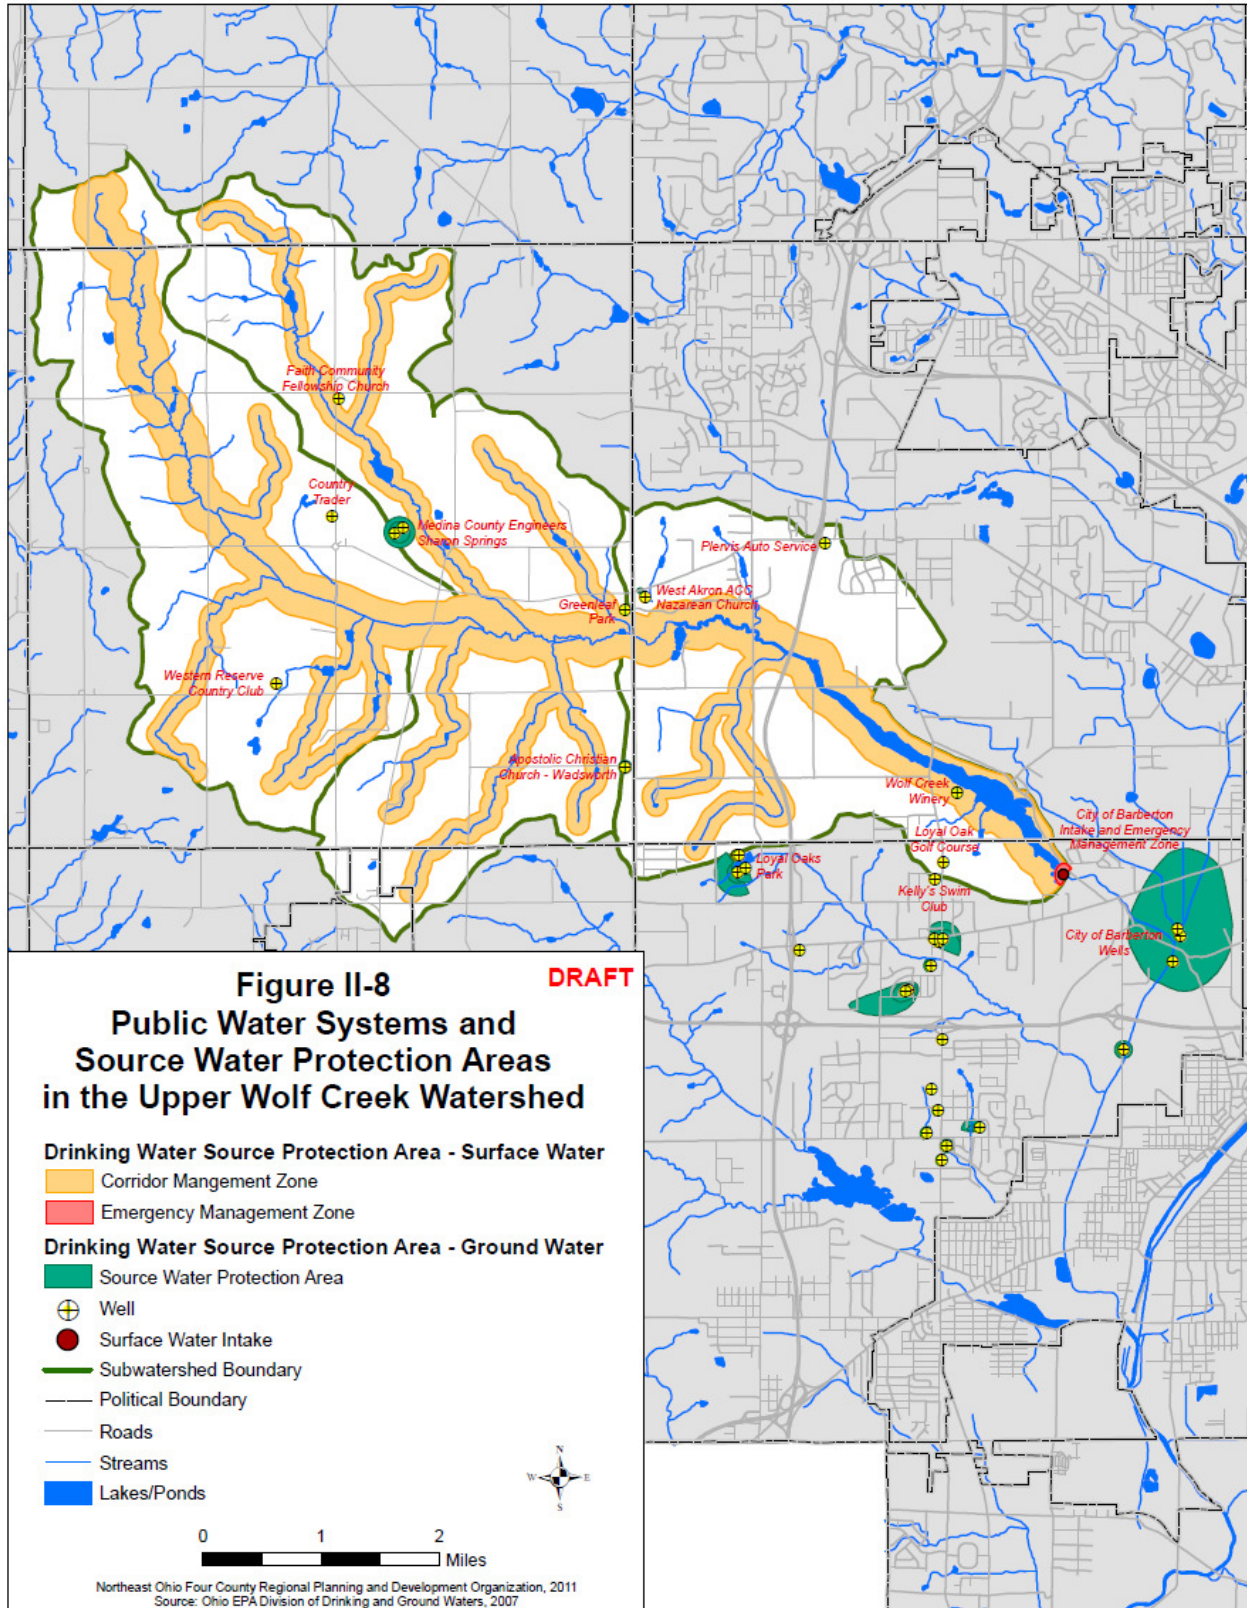 Faith Community
Fellowship Church
Country
Trader
Medina County Engineers
Sharon Springs
Plervis Auto Service
West Akron ACC
Nazarean Church
Greenleaf
Park
Western Reserve
Country Club
Apostolic Christian
Church - Wadsworth
Wolf Creek
Winery
City of Barberton
Intake and Emergency
Management Zone
Loyal Oak
Golf Course
Loyal Oaks
Park
Kelly's Swim
Club
City of Barberton
Wells
DRAFT
Figure II-8
Public Water Systems and
Source Water Protection Areas
in the Upper Wolf Creek Watershed
Drinking Water Source Protection Area - Surface Water
Corridor Mangement Zone
Emergency Management Zone
Drinking Water Source Protection Area - Ground Water
Source Water Protection Area
Well
Surface Water Intake
Subwatershed Boundary
Political Boundary
Roads
Streams
Lakes/Ponds
N
W E
S
0 1 2
Miles
Northeast Ohio Four County Regional Planning and Development Organization, 2011
Source: Ohio EPA Division of Drinking and Ground Waters, 2007